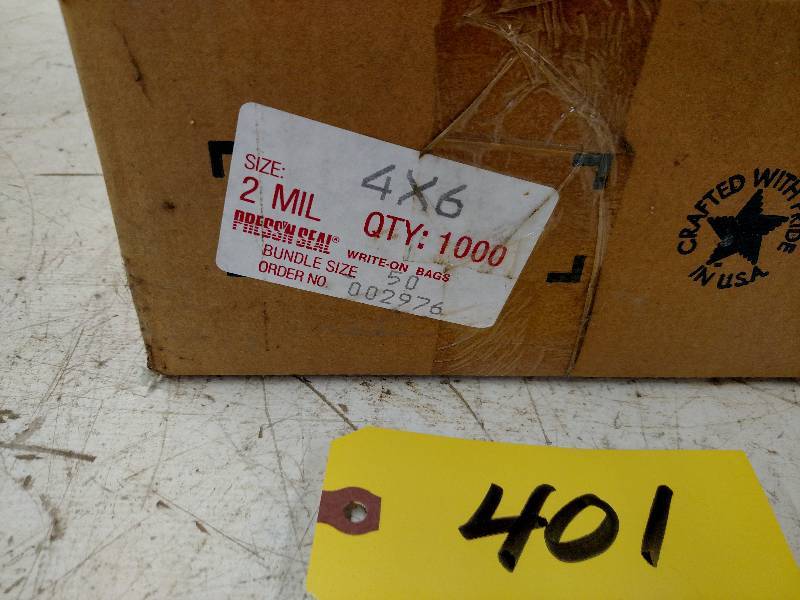 SIZE: 4X6
2 MIL QTY: 1000
PRESS'N SEAL® WRITE-ON BAGS
BUNDLE SIZE 50
ORDER NO. 002976
CRAFTED WITH PRIDE
IN U.S.A.
401